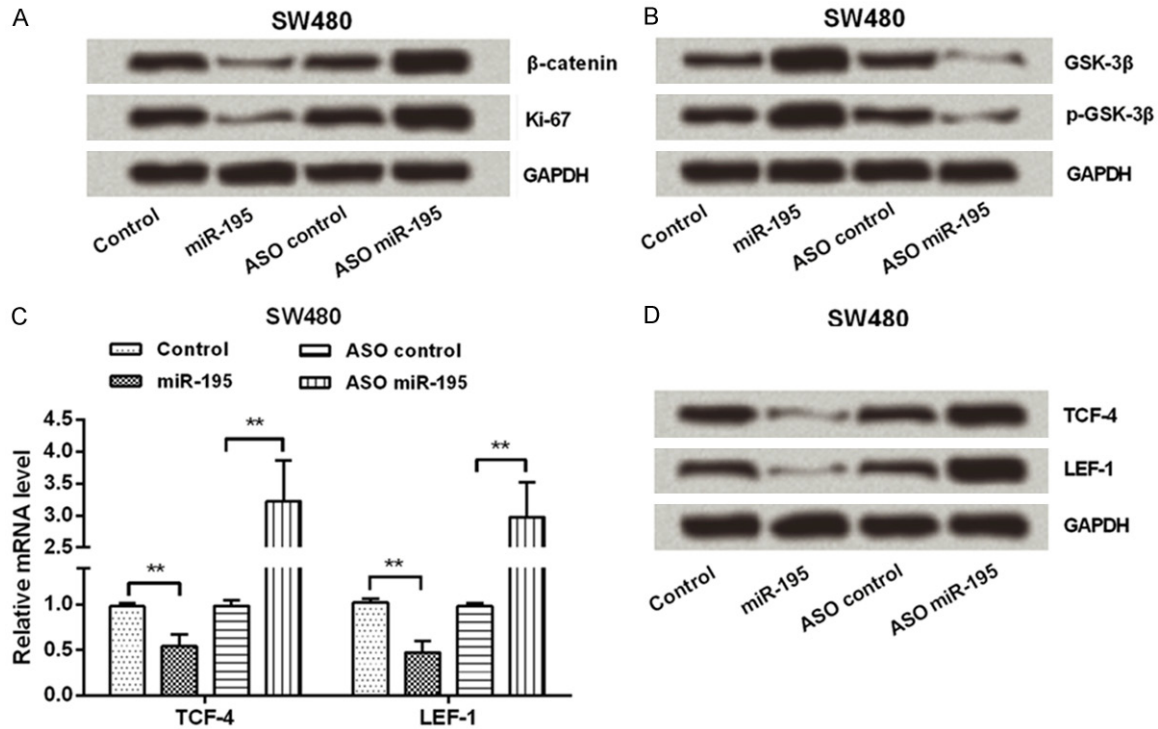 A
SW480
β-catenin
Ki-67
GAPDH
Control
miR-195
ASO control
ASO miR-195
B
SW480
GSK-3β
p-GSK-3β
GAPDH
Control
miR-195
ASO control
ASO miR-195
C
SW480
Control
ASO control
miR-195
ASO miR-195
Relative mRNA level
4.5
4.0
3.5
3.0
2.5
1.0
0.5
0.0
**
**
**
**
TCF-4
LEF-1
D
SW480
TCF-4
LEF-1
GAPDH
Control
miR-195
ASO control
ASO miR-195